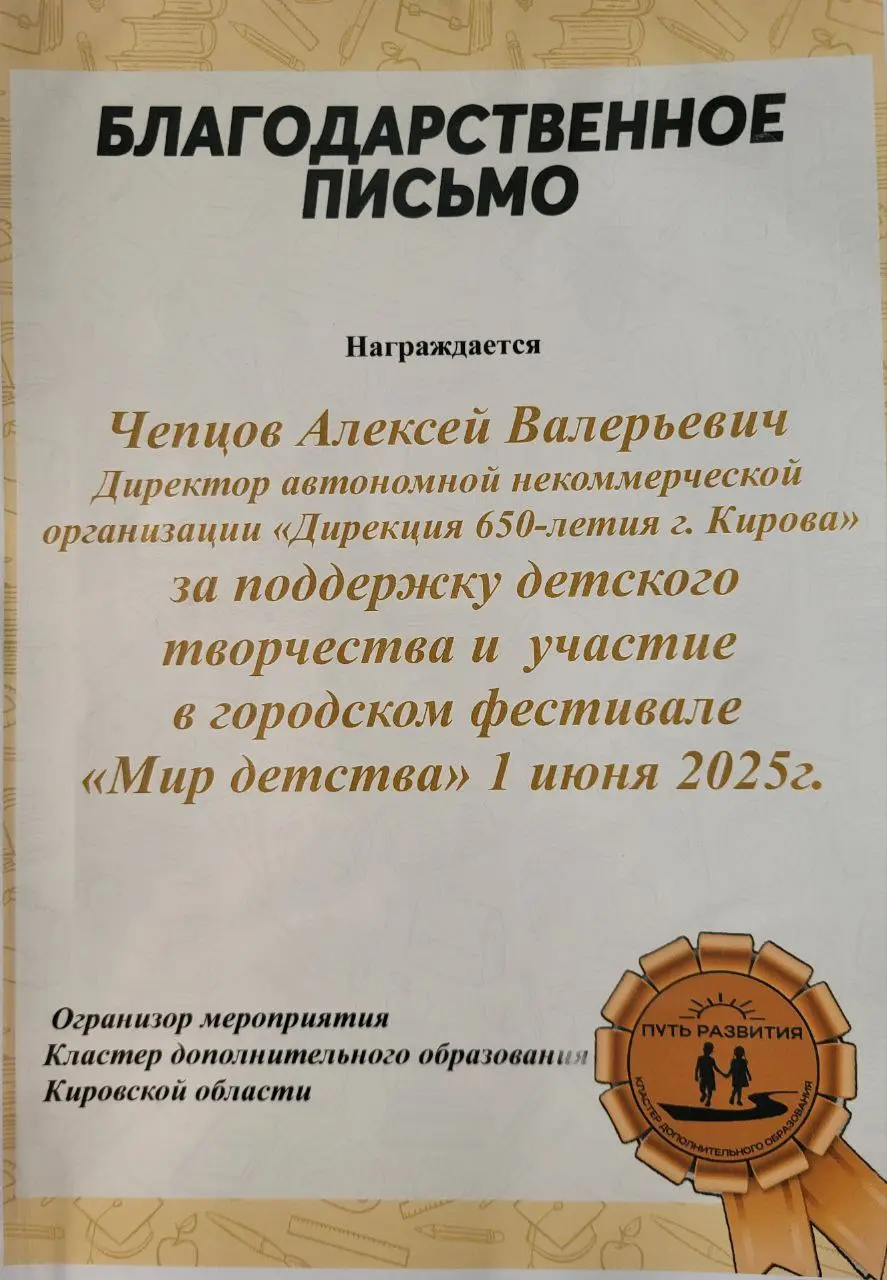 БЛАГОДАРСТВЕННОЕ
ПИСЬМО
Награждается
Чепцов Алексей Валерьевич
Директор автономной некоммерческой
организации «Дирекция 650-летия г. Кирова»
за поддержку детского
творчества и участие
в городском фестивале
«Мир детства» 1 июня 2025г.
Огранизор мероприятия
Кластер дополнительного образования
Кировской области
ПУТЬ РАЗВИТИЯ
КЛАСТЕР ДОПОЛНИТЕЛЬНОГО ОБРАЗОВАНИЯ